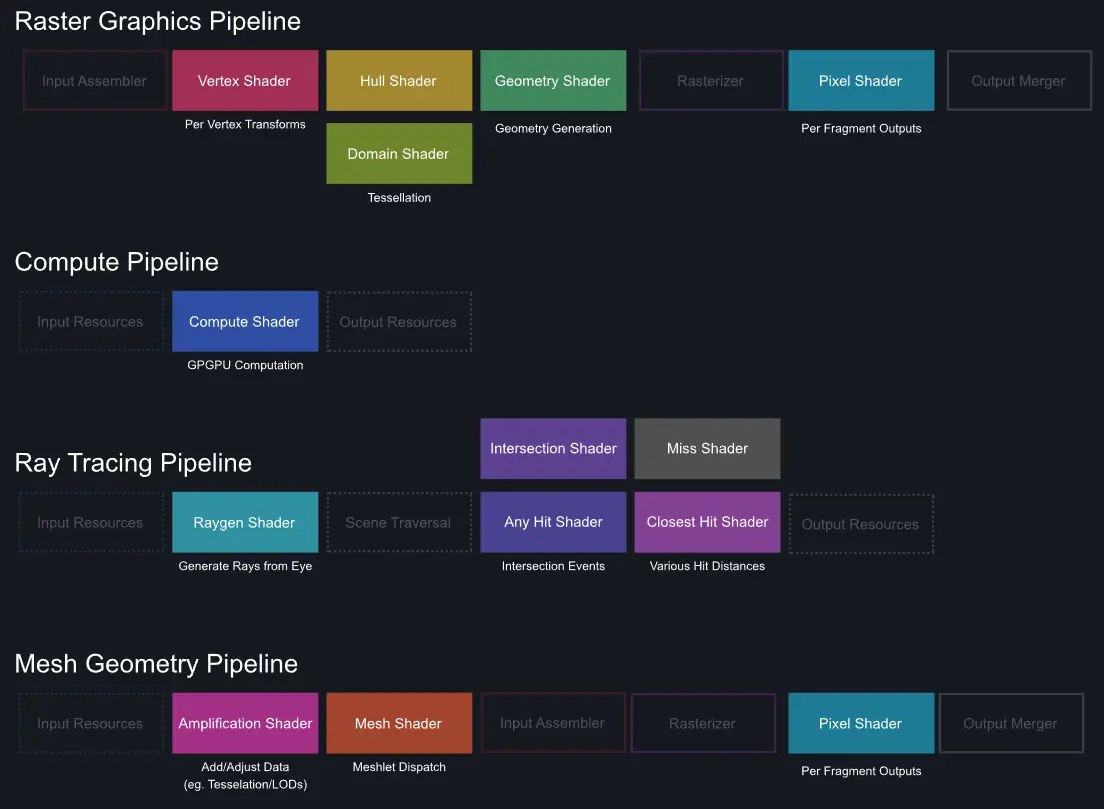 Raster Graphics Pipeline
Input Assembler
Vertex Shader
Hull Shader
Geometry Shader
Rasterizer
Pixel Shader
Output Merger
Per Vertex Transforms
Geometry Generation
Per Fragment Outputs
Domain Shader
Tessellation
Compute Pipeline
Input Resources
Compute Shader
Output Resources
GPGPU Computation
Intersection Shader
Miss Shader
Ray Tracing Pipeline
Input Resources
Raygen Shader
Scene Traversal
Any Hit Shader
Closest Hit Shader
Output Resources
Generate Rays from Eye
Intersection Events
Various Hit Distances
Mesh Geometry Pipeline
Input Resources
Amplification Shader
Mesh Shader
Input Assembler
Rasterizer
Pixel Shader
Output Merger
Add/Adjust Data
(eg. Tesselation/LODs)
Meshlet Dispatch
Per Fragment Outputs